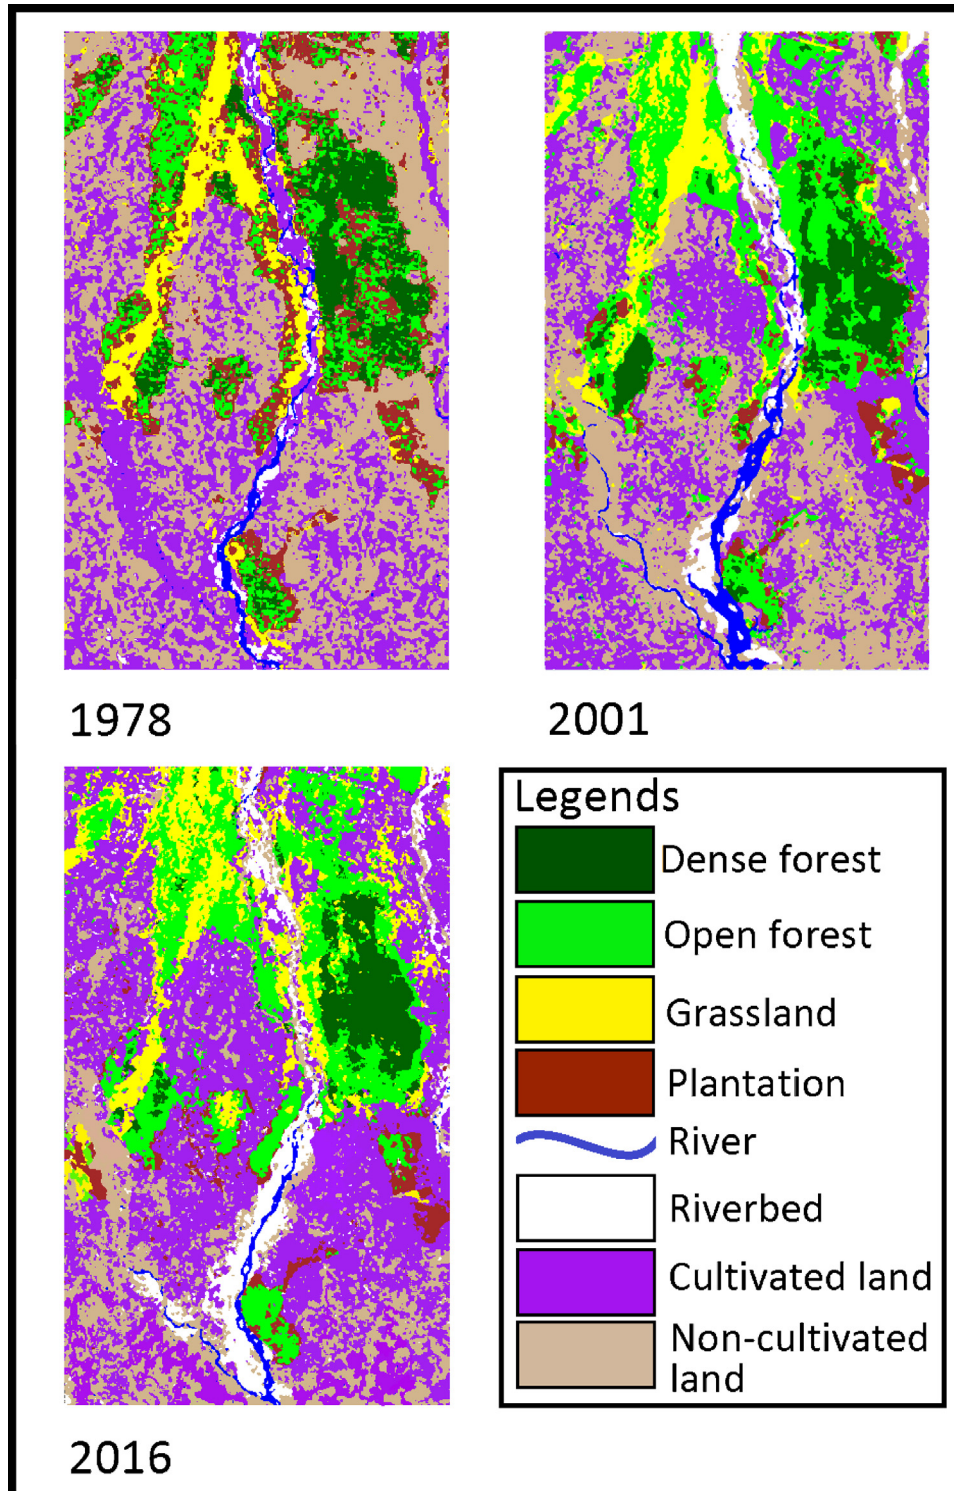 1978
2001
2016
Legends
Dense forest
Open forest
Grassland
Plantation
River
Riverbed
Cultivated land
Non-cultivated
land